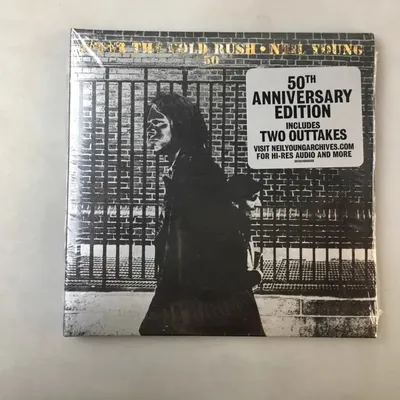 AFTER THE GOLD RUSH • NEIL YOUNG
50
50TH
ANNIVERSARY
EDITION
INCLUDES
TWO OUTTAKES
VISIT NEILYOUNGARCHIVES.COM
FOR HI-RES AUDIO AND MORE